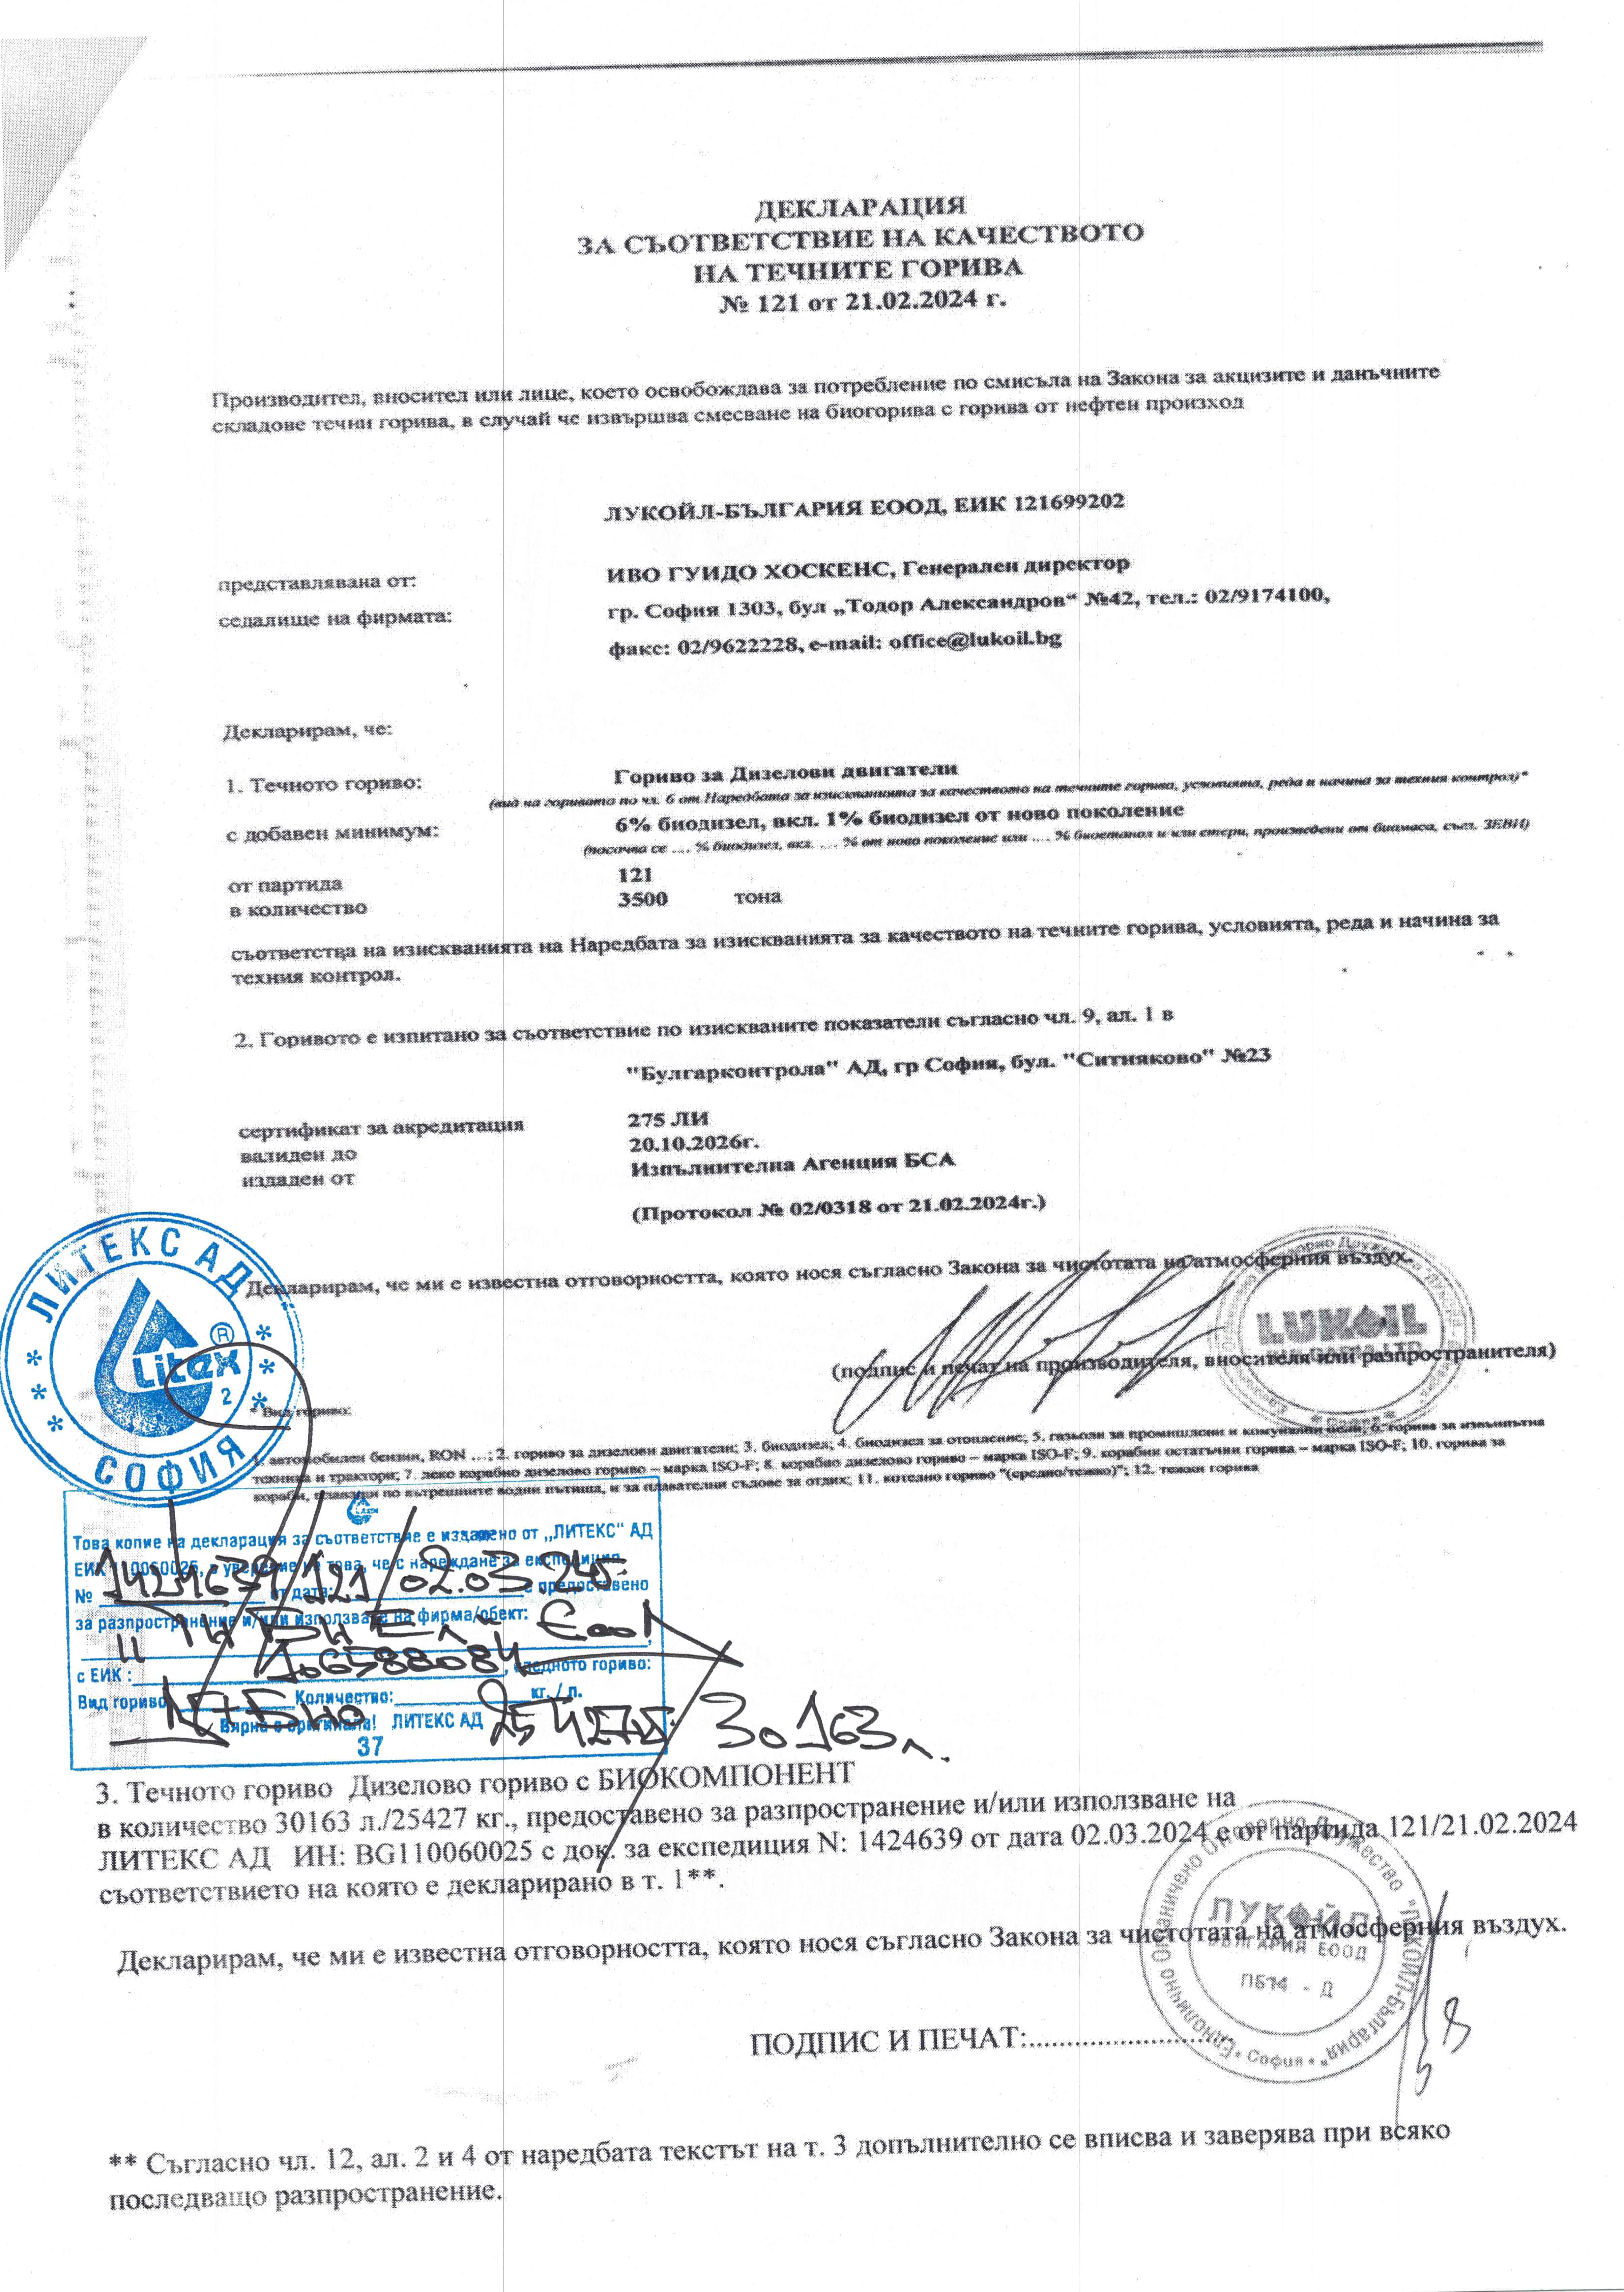 ДЕКЛАРАЦИЯ
ЗА СЪОТВЕТСТВИЕ НА КАЧЕСТВОТО
НА ТЕЧНИТЕ ГОРИВА
№ 121 от 21.02.2024 г.
Производител, вносител или лице, което освобождава за потребление по смисъла на Закона за акцизите и данъчните
складове течни горива, в случай че извършва смесване на биогорива с горива от нефтен произход
ЛУКОЙЛ-БЪЛГАРИЯ ЕООД, ЕИК 121699202
представлявана от: ИВО ГУИДО ХОСКЕНС, Генерален директор
седалище на фирмата: гр. София 1303, бул „Тодор Александров“ №42, тел.: 02/9174100,
факс: 02/9622228, e-mail: office@lukoil.bg
Декларирам, че:
1. Течното гориво: Гориво за Дизелови двигатели
(вид на горивото по чл. 6 от Наредбата за изискванията за качеството на течните горива, условията, реда и начина за техния контрол)*
с добавен минимум: 6% биодизел, вкл. 1% биодизел от ново поколение
(посочва се .... % биодизел, вкл. .... % от ново поколение или .... % биоетанол и или етери, произведени от биомаса, съгл. ЗЕВИ)
от партида 121
в количество 3500 тона
съответства на изискванията на Наредбата за изискванията за качеството на течните горива, условията, реда и начина за
техния контрол.
2. Горивото е изпитано за съответствие по изискваните показатели съгласно чл. 9, ал. 1 в
"Булгарконтрола" АД, гр София, бул. "Ситняково" №23
сертификат за акредитация 275 ЛИ
валиден до 20.10.2026г.
издаден от Изпълнителна Агенция БСА
(Протокол № 02/0318 от 21.02.2024г.)
Декларирам, че ми е известна отговорността, която нося съгласно Закона за чистотата на атмосферния въздух.
LUKOIL
(подпис и печат на производителя, вносителя или разпространителя)
ЛИТЕКС АД
Litex ®
2
СОФИЯ
* Вид гориво:
1. автомобилен бензин, RON ...; 2. гориво за дизелови двигатели; 3. биодизел; 4. биодизел за отопление; 5. газьоли за промишлени и комунални цели; 6. горива за извънпътна
техника и трактори; 7. леко корабно дизелово гориво – марка ISO-F; 8. корабно дизелово гориво – марка ISO-F; 9. корабни остатъчни горива – марка ISO-F; 10. горива за
кораби, плаващи по вътрешните водни пътища, и за плавателни съдове за отдих; 11. котелно гориво "(средно/тежко)"; 12. тежки горива
Това копие на декларация за съответствие е издадено от „ЛИТЕКС“ АД
ЕИК 110060025, в уверение на това, че с нареждане за експедиция
№ 1424639/121/02.03.24г. от дата: е предоставено
за разпространение и/или използване на фирма/обект:
ЕооД
с ЕИК : 106588084, следното гориво:
Вид гориво Д+Био Количество: 25427 кг. / л. 30163 л.
Вярно с оригинала! ЛИТЕКС АД
37
3. Течното гориво Дизелово гориво с БИОКОМПОНЕНТ
в количество 30163 л./25427 кг., предоставено за разпространение и/или използване на
ЛИТЕКС АД ИН: BG110060025 с док. за експедиция N: 1424639 от дата 02.03.2024 е от партида 121/21.02.2024
съответствието на която е декларирано в т. 1**.
Декларирам, че ми е известна отговорността, която нося съгласно Закона за чистотата на атмосферния въздух.
Еднолично Ограничено Отговорно Дружество "ЛУКОЙЛ-България"
ЛУКОЙЛ
БЪЛГАРИЯ ЕООД
София
ПОДПИС И ПЕЧАТ:..........................
** Съгласно чл. 12, ал. 2 и 4 от наредбата текстът на т. 3 допълнително се вписва и заверява при всяко
последващо разпространение.